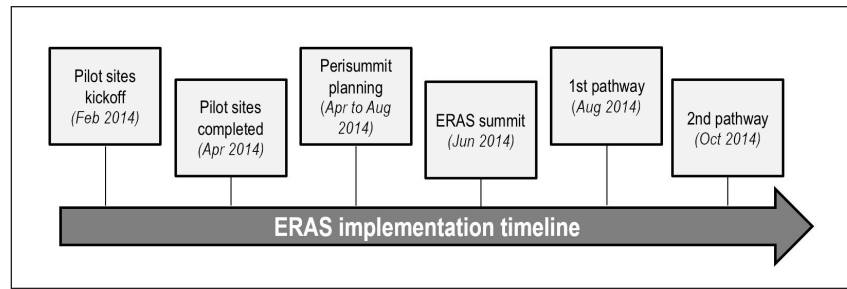 Pilot sites
kickoff
(Feb 2014)
Pilot sites
completed
(Apr 2014)
Perisummit
planning
(Apr to Aug
2014)
ERAS summit
(Jun 2014)
1st pathway
(Aug 2014)
2nd pathway
(Oct 2014)
ERAS implementation timeline